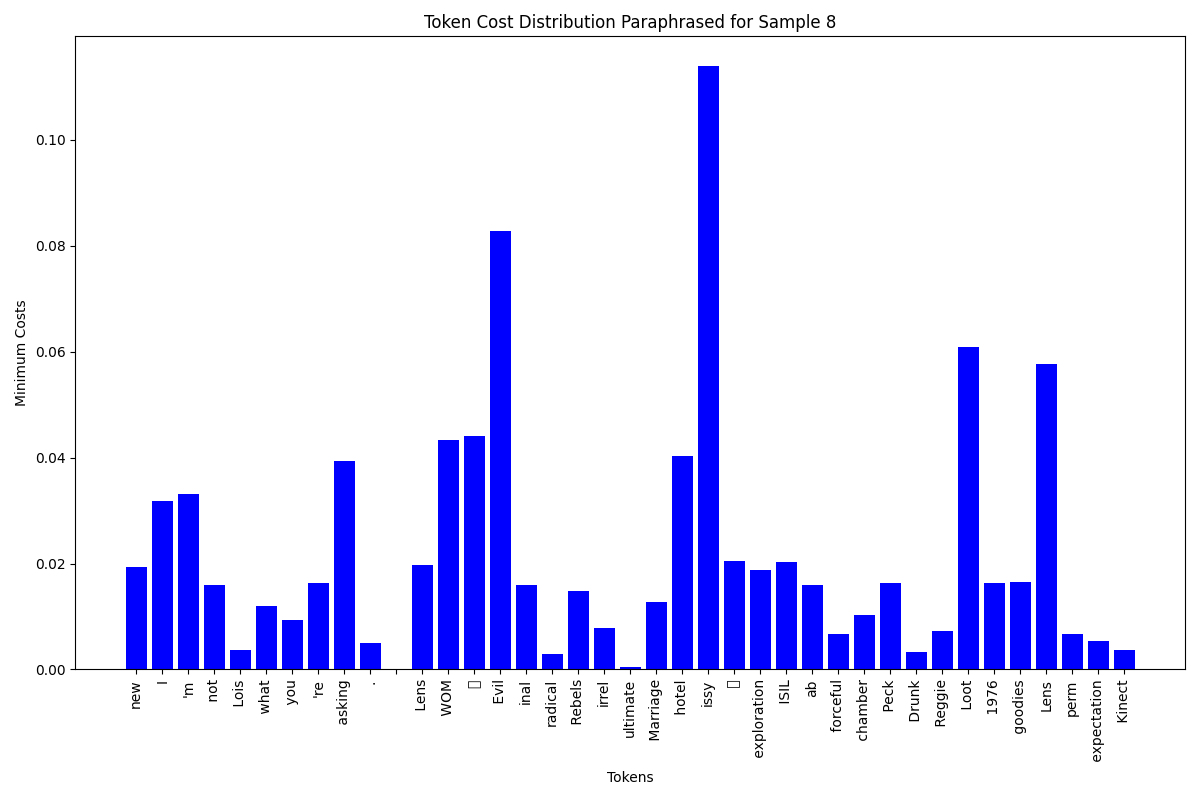 Token Cost Distribution Paraphrased for Sample 8
Minimum Costs
0.10
0.08
0.06
0.04
0.02
0.00
new
I
'm
not
Lois
what
you
're
asking
.
Lens
WOM
Evil
inal
radical
Rebels
irrel
ultimate
Marriage
hotel
issy
exploration
ISIL
ab
forceful
chamber
Peck
Drunk
Reggie
Loot
1976
goodies
Lens
perm
expectation
Kinect
Tokens